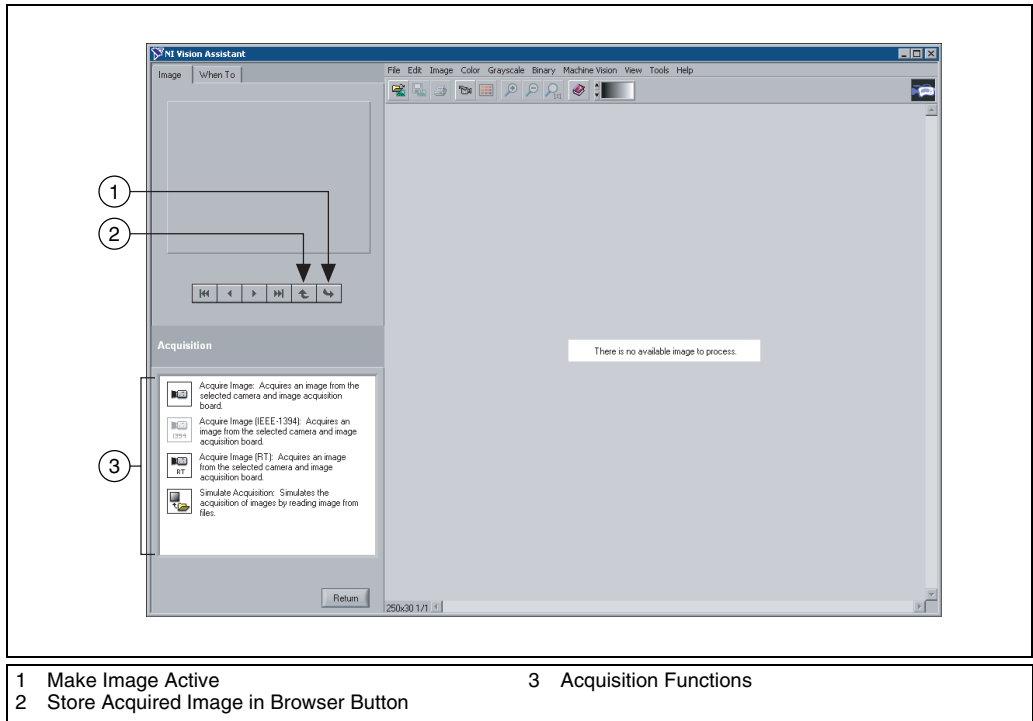 NI Vision Assistant
Image When To
File Edit Image Color Grayscale Binary Machine Vision View Tools Help
1
2
Acquisition
There is no available image to process.
3
Acquire Image: Acquires an image from the
selected camera and image acquisition
board.
1394
Acquire Image (IEEE-1394): Acquires an
image from the selected camera and image
acquisition board.
RT
Acquire Image (RT): Acquires an image
from the selected camera and image
acquisition board.
Simulate Acquisition: Simulates the
acquisition of images by reading image from
files.
Return
250x30 1/1
1 Make Image Active
2 Store Acquired Image in Browser Button
3 Acquisition Functions